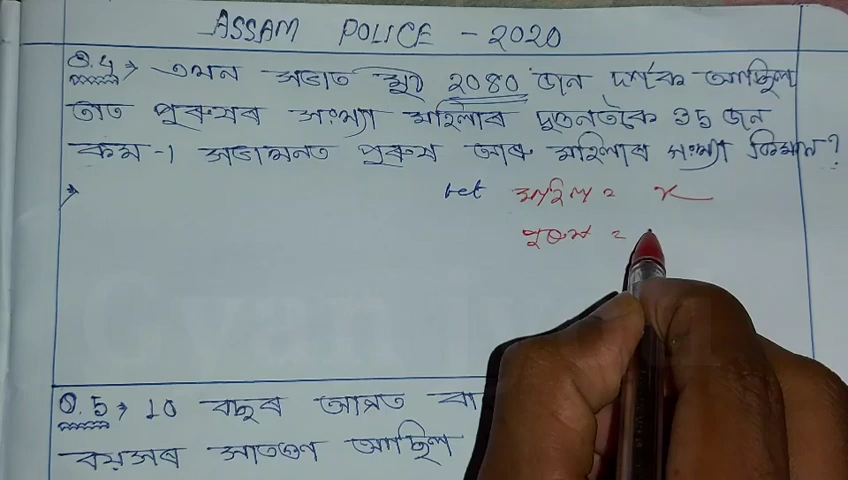 ASSAM POLICE - 2020
Q.4→ এখন সভাত মুঠ 2080 জন দৰ্শক আছিল
তাত পুৰুষৰ সংখ্যা মহিলাৰ দুগুনতকৈ 35 জন
কম -। সভাখনত পুৰুষ আৰু মহিলাৰ সংখ্যা কিমান?
→ Let মহিলা = x
পুৰুষ =
Q.5→ 10 বছৰ আগত বা
বয়সৰ সাতগুন আছিল